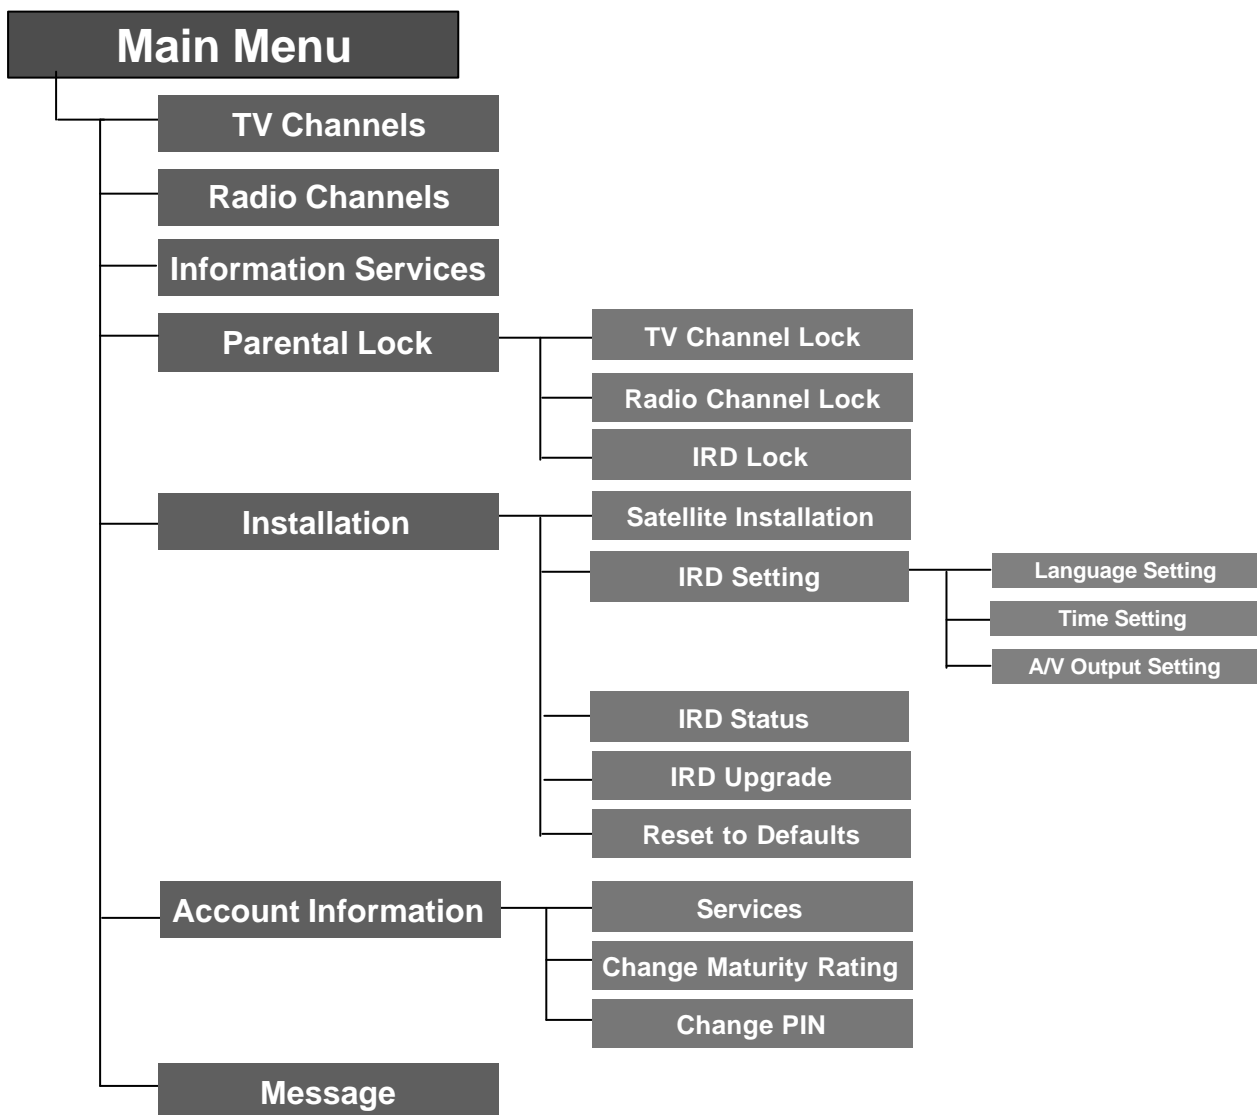 Main Menu
TV Channels
Radio Channels
Information Services
Parental Lock
TV Channel Lock
Radio Channel Lock
IRD Lock
Installation
Satellite Installation
IRD Setting
Language Setting
Time Setting
A/V Output Setting
IRD Status
IRD Upgrade
Reset to Defaults
Account Information
Services
Change Maturity Rating
Change PIN
Message